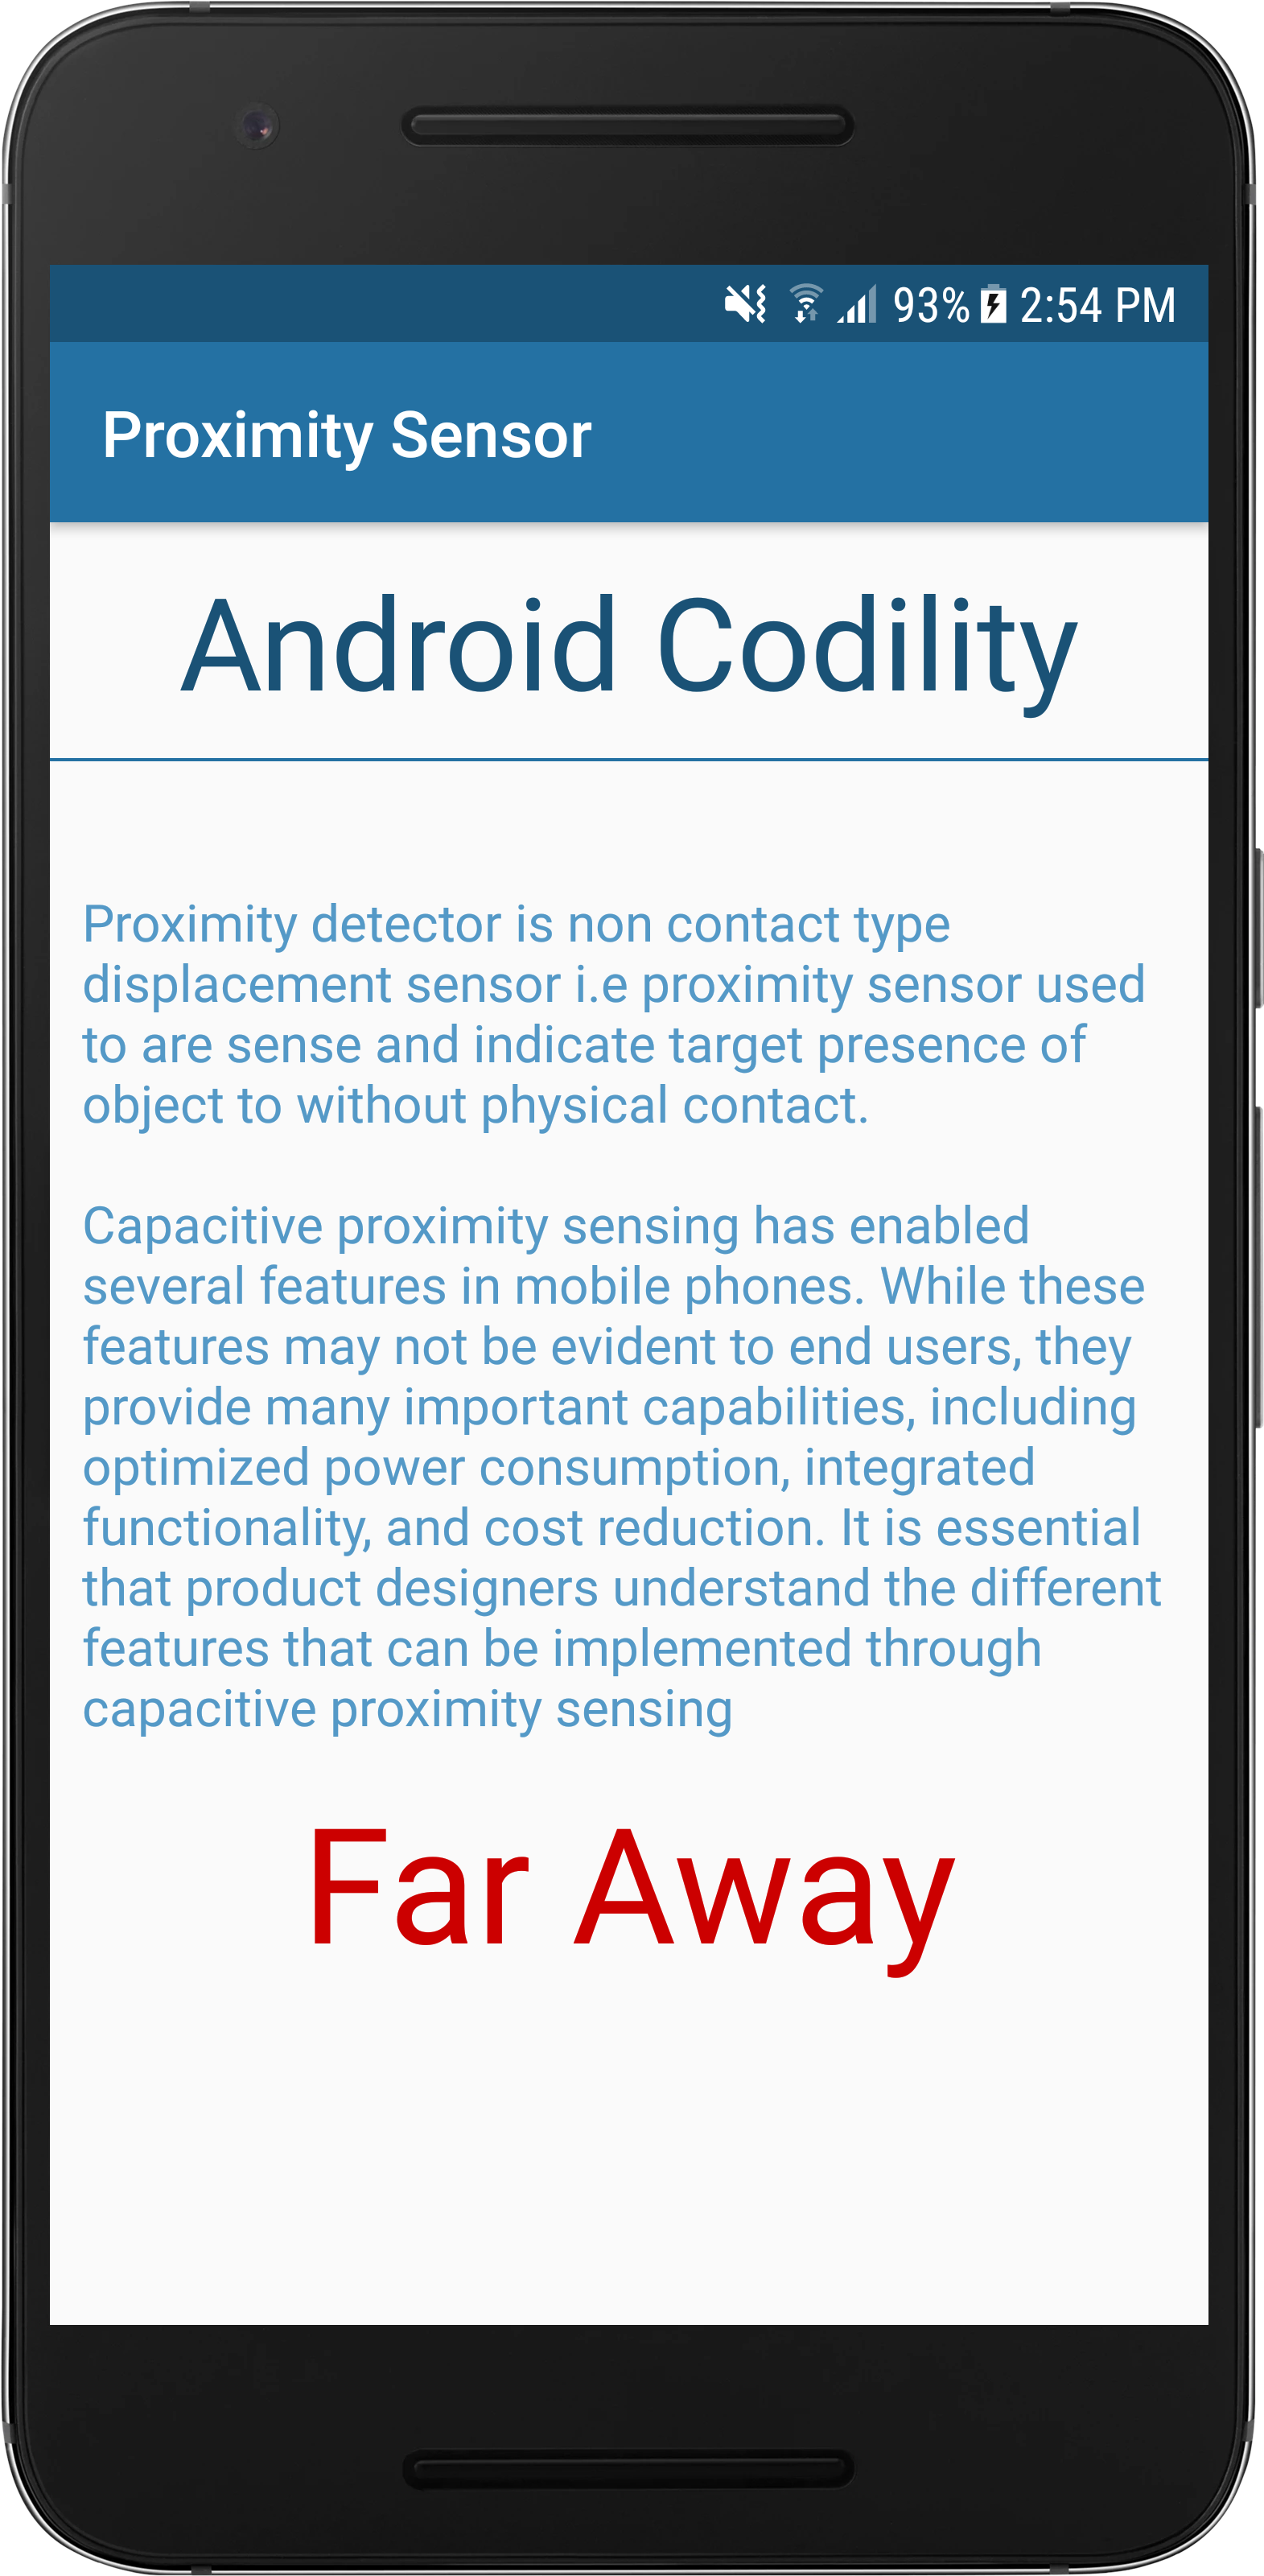 93% 2:54 PM
Proximity Sensor
Android Codility
Proximity detector is non contact type
displacement sensor i.e proximity sensor used
to are sense and indicate target presence of
object to without physical contact.
Capacitive proximity sensing has enabled
several features in mobile phones. While these
features may not be evident to end users, they
provide many important capabilities, including
optimized power consumption, integrated
functionality, and cost reduction. It is essential
that product designers understand the different
features that can be implemented through
capacitive proximity sensing
Far Away